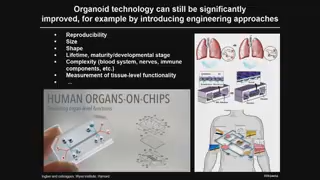 Organoid technology can still be significantly
improved, for example by introducing engineering approaches
• Reproducibility
• Size
• Shape
• Lifetime, maturity/developmental stage
• Complexity (blood system, nerves, immune
components, etc.)
• Measurement of tissue-level functionality
HUMAN ORGANS-ON-CHIPS